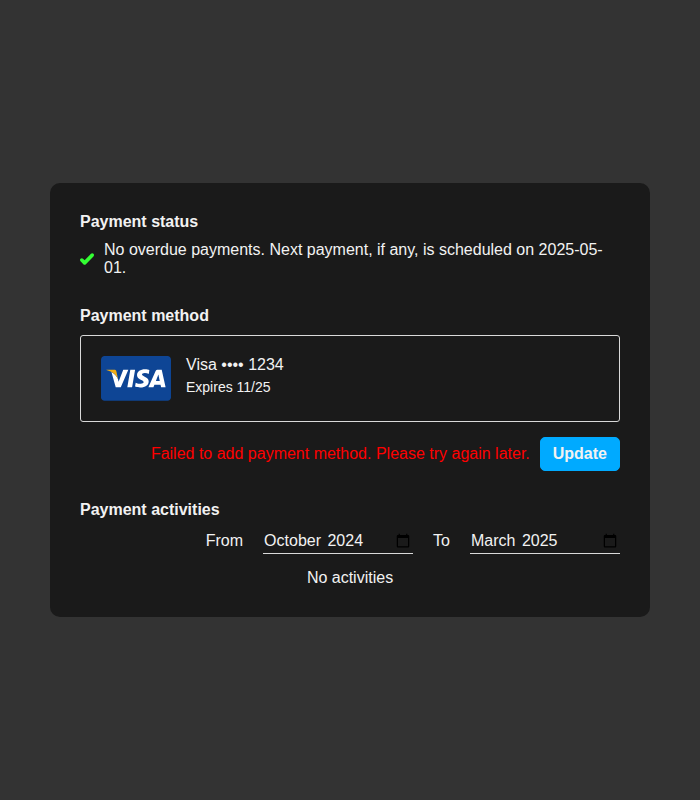 Payment status
No overdue payments. Next payment, if any, is scheduled on 2025-05-
01.
Payment method
VISA
Visa •••• 1234
Expires 11/25
Failed to add payment method. Please try again later.
Update
Payment activities
From October 2024 To March 2025
No activities